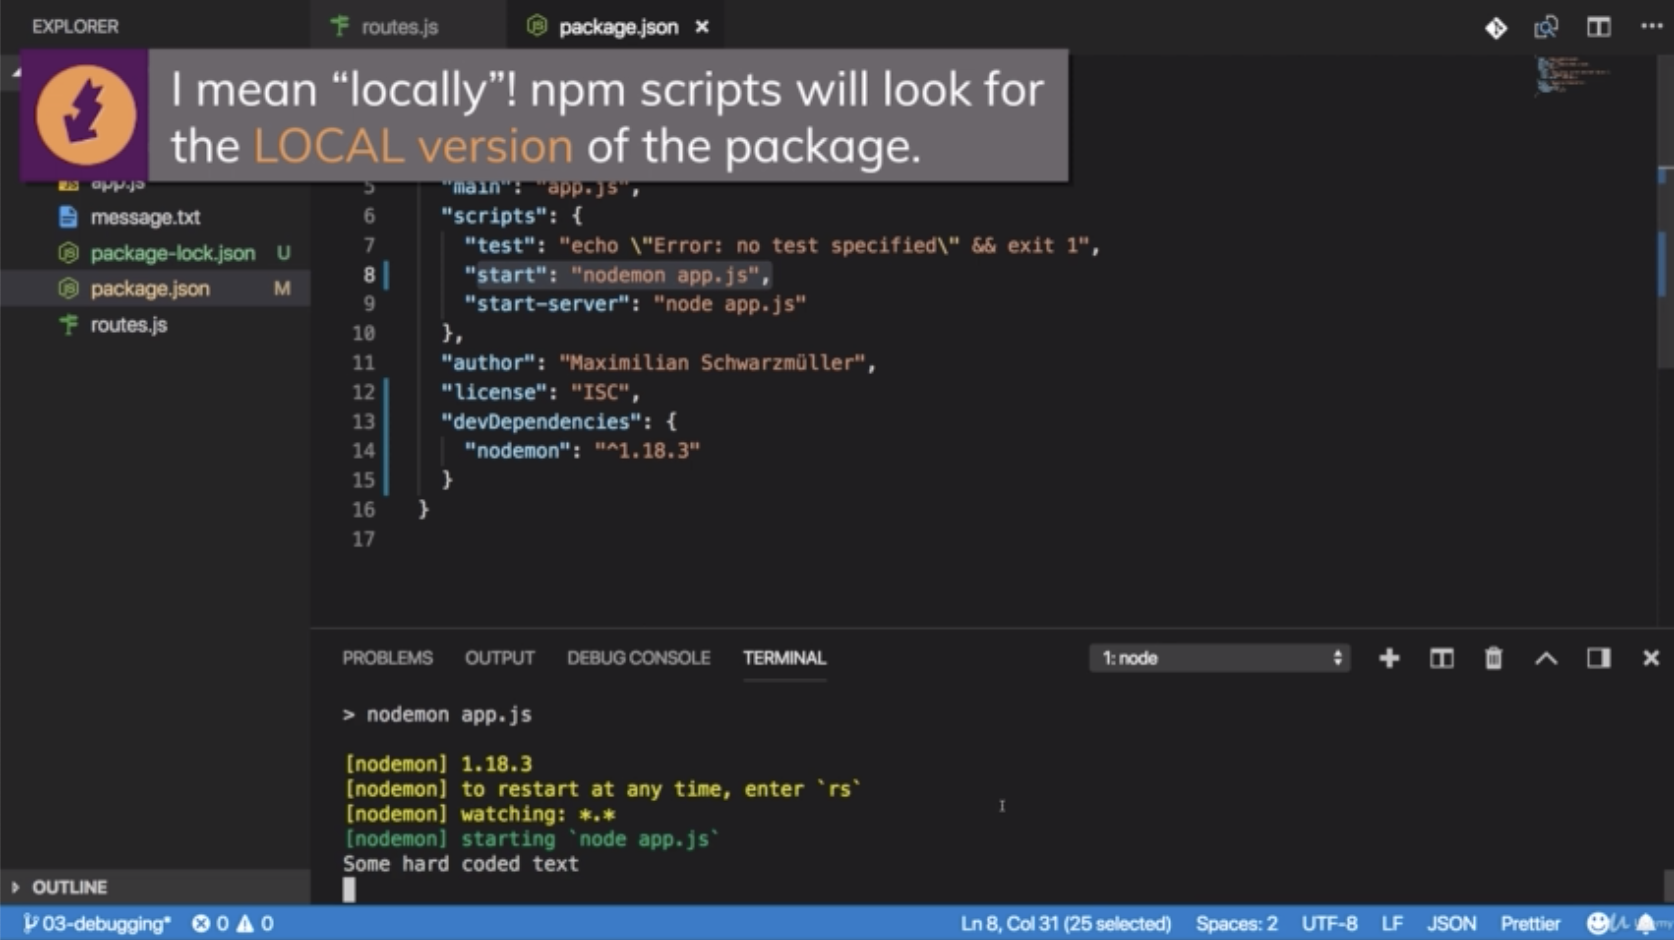 EXPLORER
routes.js
package.json ×
I mean “locally”! npm scripts will look for
the LOCAL version of the package.
app.js
message.txt
package-lock.json U
package.json M
routes.js
5 "main": "app.js",
6 "scripts": {
7 "test": "echo \"Error: no test specified\" && exit 1",
8 "start": "nodemon app.js",
9 "start-server": "node app.js"
10 },
11 "author": "Maximilian Schwarzmüller",
12 "license": "ISC",
13 "devDependencies": {
14 "nodemon": "^1.18.3"
15 }
16 }
17
PROBLEMS OUTPUT DEBUG CONSOLE TERMINAL 1: node
> nodemon app.js
[nodemon] 1.18.3
[nodemon] to restart at any time, enter `rs`
[nodemon] watching: *.*
[nodemon] starting `node app.js`
Some hard coded text
OUTLINE
03-debugging* 0 0 Ln 8, Col 31 (25 selected) Spaces: 2 UTF-8 LF JSON Prettier